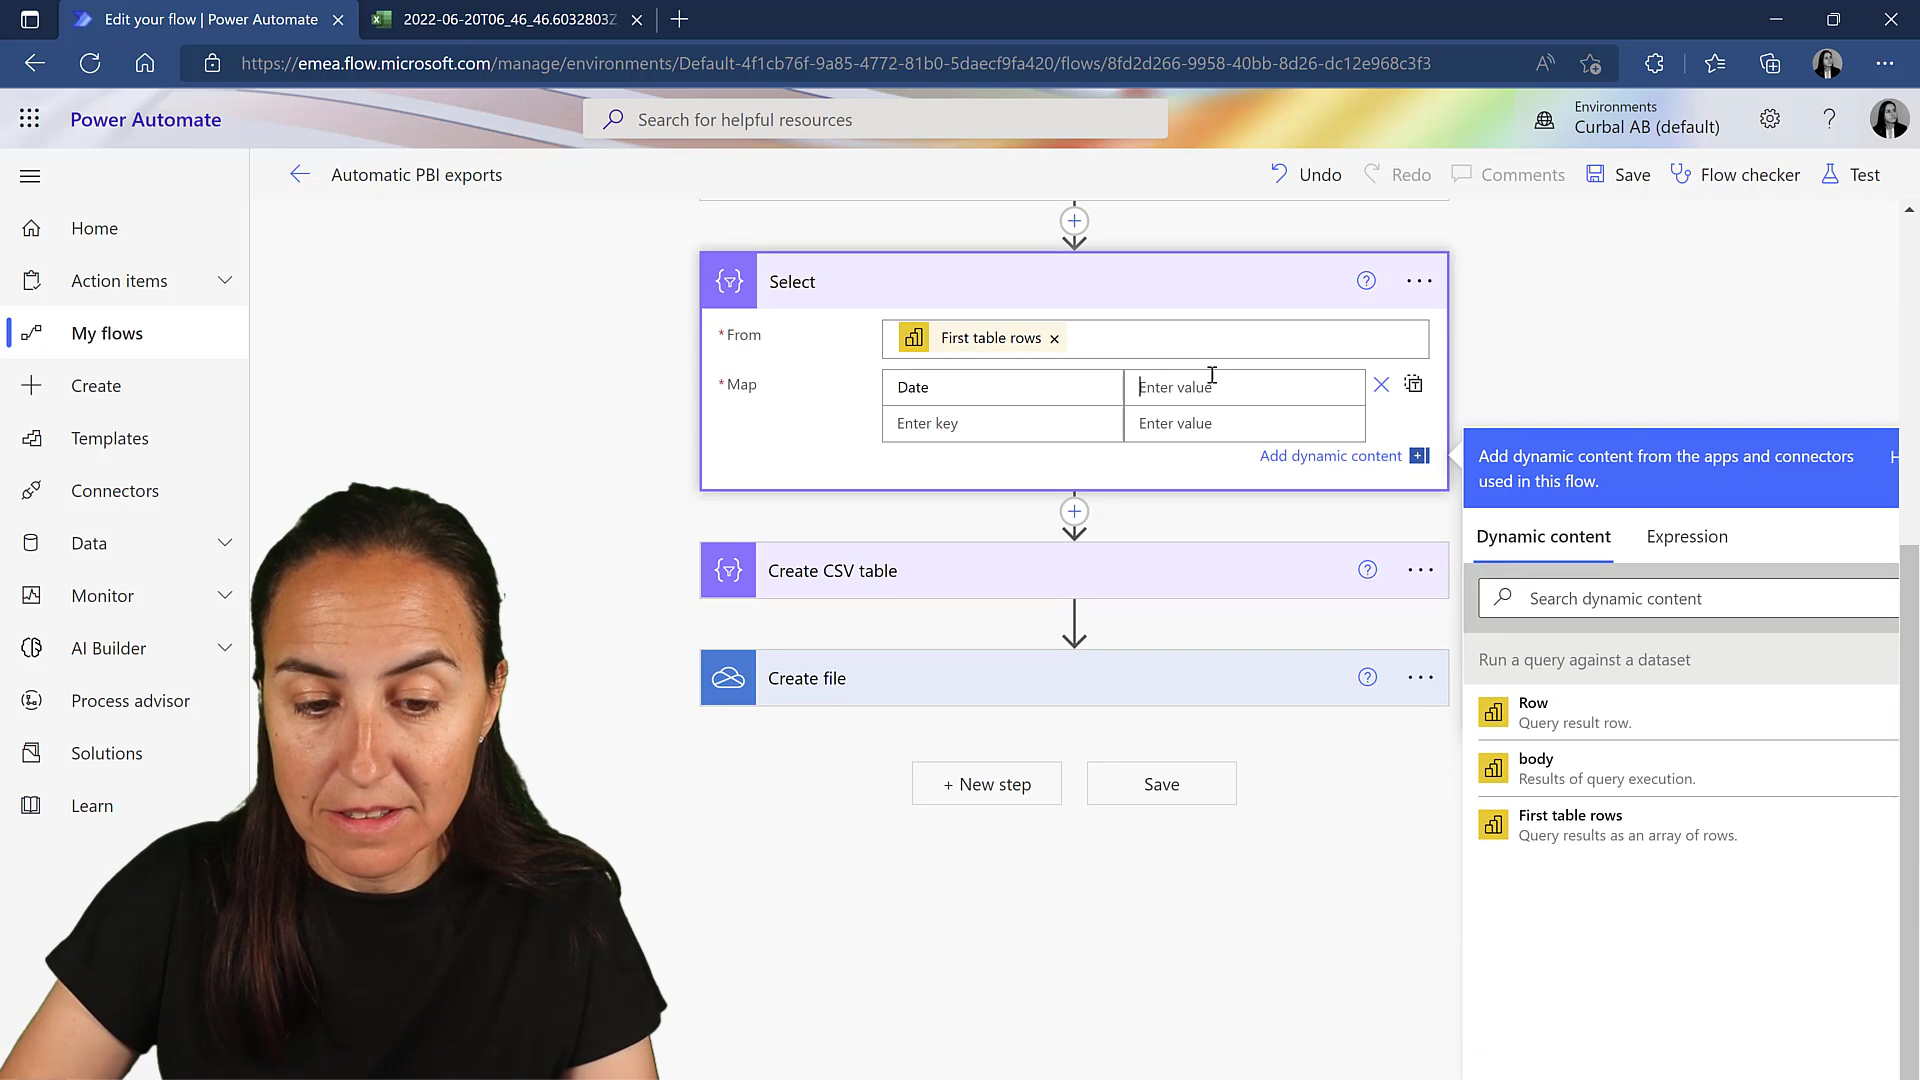 Edit your flow | Power Automate
2022-06-20T06_46_46.6032803Z
https://emea.flow.microsoft.com/manage/environments/Default-4f1cb76f-9a85-4772-81b0-5daecf9fa420/flows/8fd2d266-9958-40bb-8d26-dc12e968c3f3
Power Automate
Search for helpful resources
Environments
Curbal AB (default)
Automatic PBI exports
Undo
Redo
Comments
Save
Flow checker
Test
Home
Action items
My flows
Create
Templates
Connectors
Data
Monitor
AI Builder
Process advisor
Solutions
Learn
Select
*From
First table rows
*Map
Date
Enter value
Enter key
Enter value
Add dynamic content
Create CSV table
Create file
+ New step
Save
Add dynamic content from the apps and connectors
used in this flow.
H
Dynamic content
Expression
Search dynamic content
Run a query against a dataset
Row
Query result row.
body
Results of query execution.
First table rows
Query results as an array of rows.